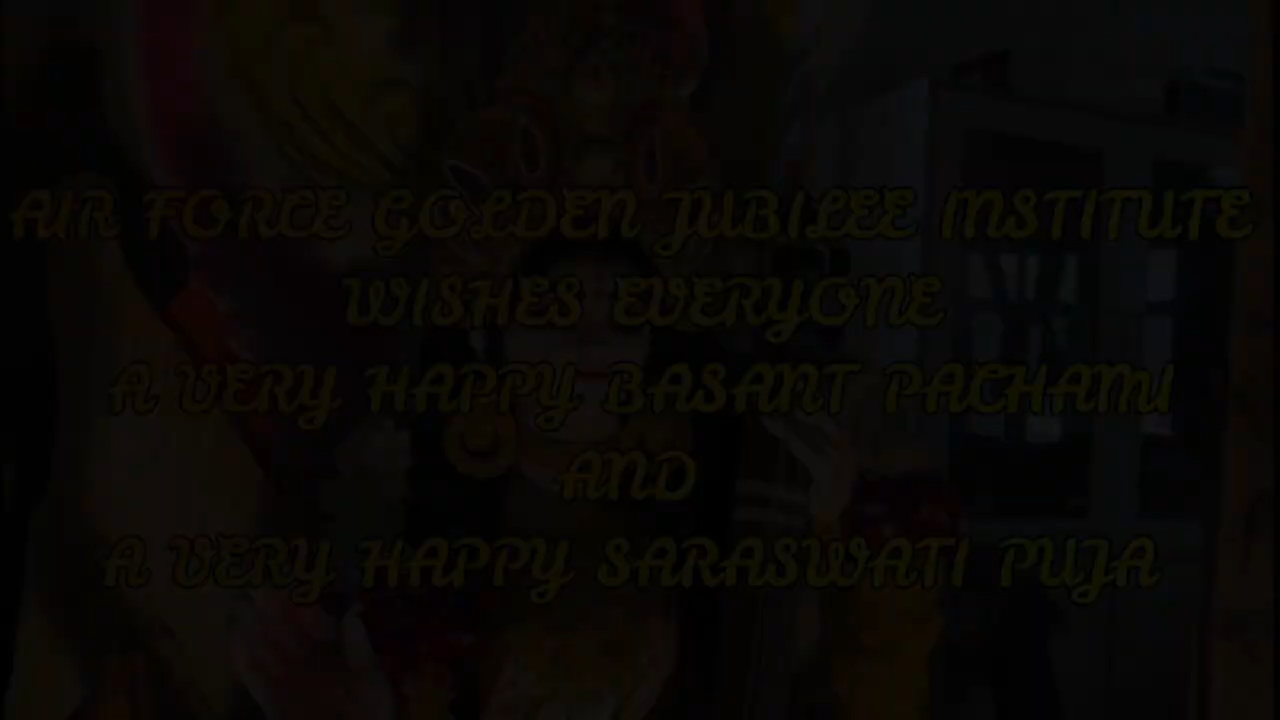 AIR FORCE GOLDEN JUBILEE INSTITUTE
WISHES EVERYONE
A VERY HAPPY BASANT PACHAMI
AND
A VERY HAPPY SARASWATI PUJA